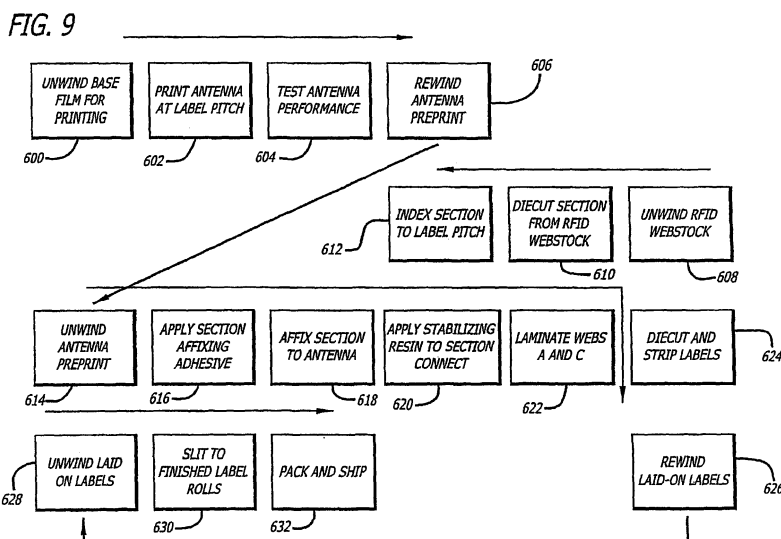 FIG. 9
UNWIND BASE
FILM FOR
PRINTING
600
PRINT ANTENNA
AT LABEL PITCH
602
TEST ANTENNA
PERFORMANCE
604
REWIND
ANTENNA
PREPRINT
606
INDEX SECTION
TO LABEL PITCH
612
DIECUT SECTION
FROM RFID
WEBSTOCK
610
UNWIND RFID
WEBSTOCK
608
UNWIND
ANTENNA
PREPRINT
614
APPLY SECTION
AFFIXING
ADHESIVE
616
AFFIX SECTION
TO ANTENNA
618
APPLY STABILIZING
RESIN TO SECTION
CONNECT
620
LAMINATE WEBS
A AND C
622
DIECUT AND
STRIP LABELS
624
UNWIND LAID
ON LABELS
628
SLIT TO
FINISHED LABEL
ROLLS
630
PACK AND SHIP
632
REWIND
LAID-ON LABELS
626